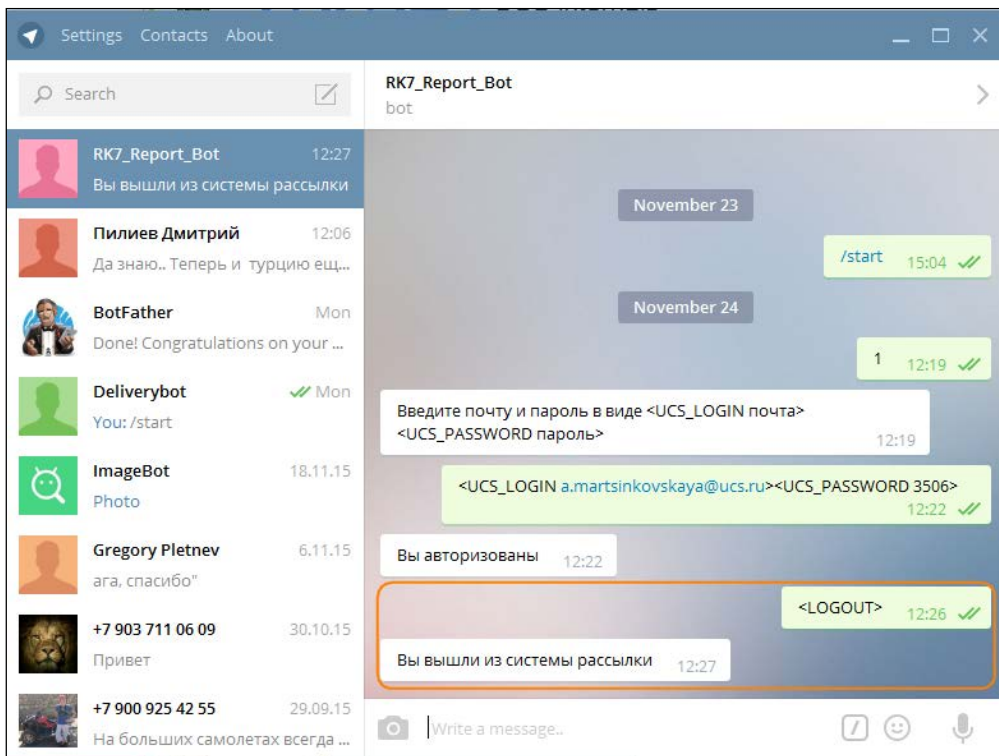 Settings Contacts About
Search
RK7_Report_Bot 12:27
Вы вышли из системы рассылки
Пилиев Дмитрий 12:06
Да знаю.. Теперь и турцию ещ...
BotFather Mon
Done! Congratulations on your ...
Deliverybot Mon
You: /start
ImageBot 18.11.15
Photo
Gregory Pletnev 6.11.15
ага, спасибо"
+7 903 711 06 09 30.10.15
Привет
+7 900 925 42 55 29.09.15
На больших самолетах всегда ...
RK7_Report_Bot
bot
November 23
/start 15:04
November 24
1 12:19
Введите почту и пароль в виде <UCS_LOGIN почта>
<UCS_PASSWORD пароль>
12:19
<UCS_LOGIN a.martsinkovskaya@ucs.ru><UCS_PASSWORD 3506>
12:22
Вы авторизованы 12:22
<LOGOUT> 12:26
Вы вышли из системы рассылки 12:27
Write a message..